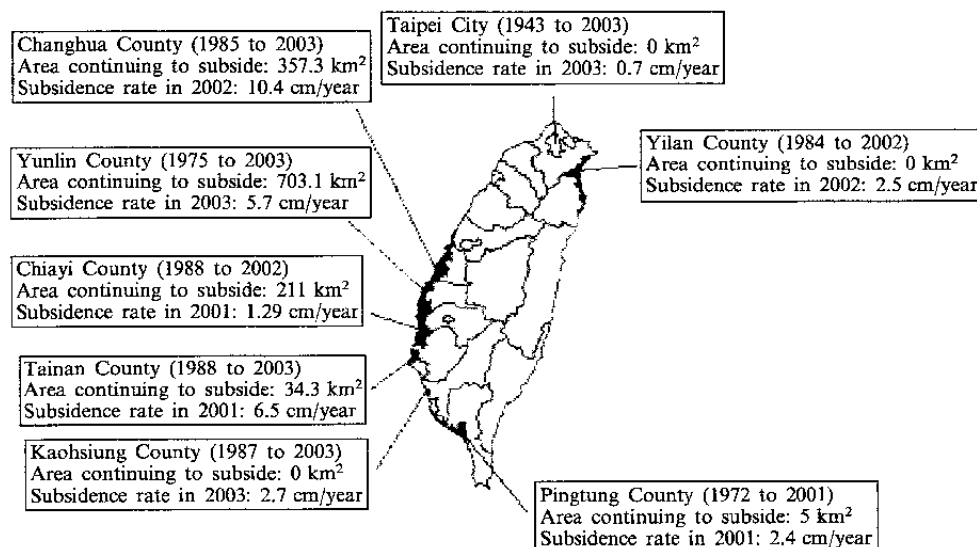 Taipei City (1943 to 2003)
Area continuing to subside: 0 km²
Subsidence rate in 2003: 0.7 cm/year
Changhua County (1985 to 2003)
Area continuing to subside: 357.3 km²
Subsidence rate in 2002: 10.4 cm/year
Yilan County (1984 to 2002)
Area continuing to subside: 0 km²
Subsidence rate in 2002: 2.5 cm/year
Yunlin County (1975 to 2003)
Area continuing to subside: 703.1 km²
Subsidence rate in 2003: 5.7 cm/year
Chiayi County (1988 to 2002)
Area continuing to subside: 211 km²
Subsidence rate in 2001: 1.29 cm/year
Tainan County (1988 to 2003)
Area continuing to subside: 34.3 km²
Subsidence rate in 2001: 6.5 cm/year
Kaohsiung County (1987 to 2003)
Area continuing to subside: 0 km²
Subsidence rate in 2003: 2.7 cm/year
Pingtung County (1972 to 2001)
Area continuing to subside: 5 km²
Subsidence rate in 2001: 2.4 cm/year